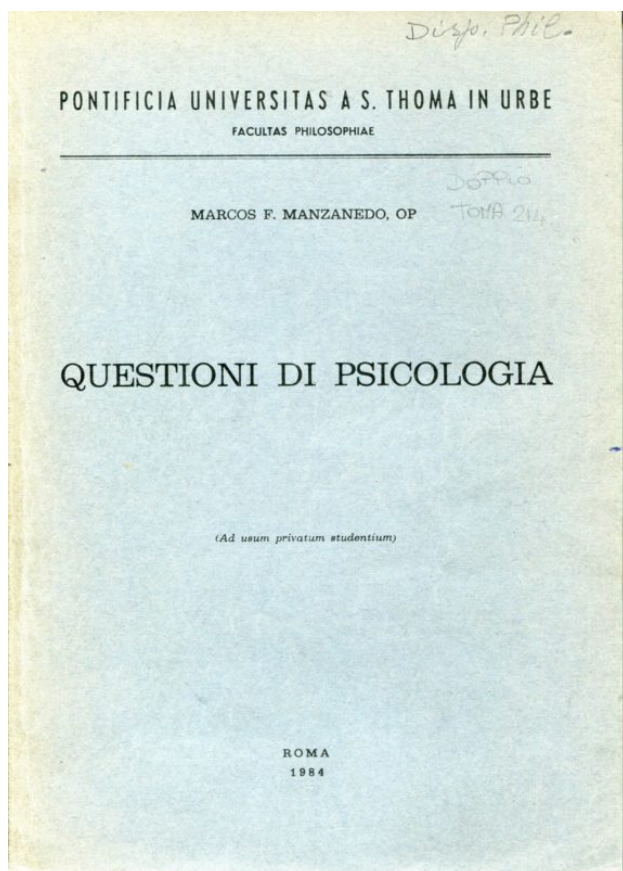 Disp. Phil.
PONTIFICIA UNIVERSITAS A S. THOMA IN URBE
FACULTAS PHILOSOPHIAE
DOPPIO
MARCOS F. MANZANEDO, OP
TOMA 214
QUESTIONI DI PSICOLOGIA
(Ad usum privatum studentium)
ROMA
1984